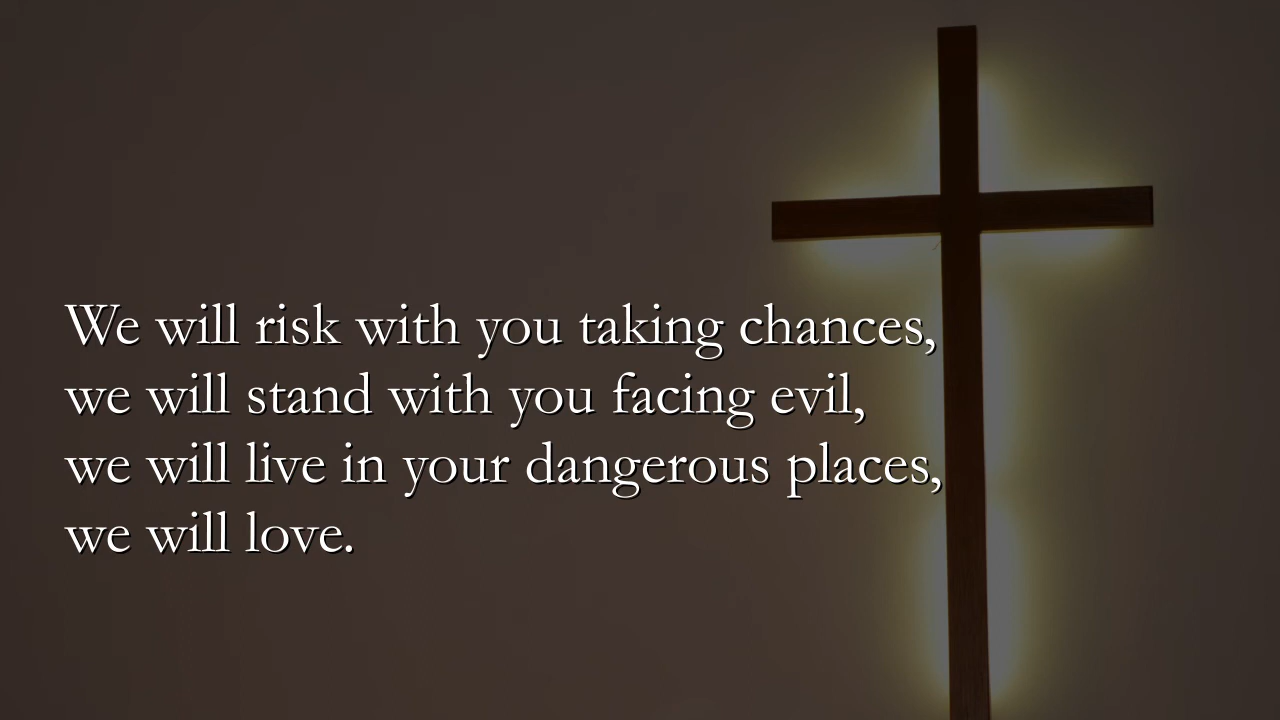 We will risk with you taking chances,
we will stand with you facing evil,
we will live in your dangerous places,
we will love.